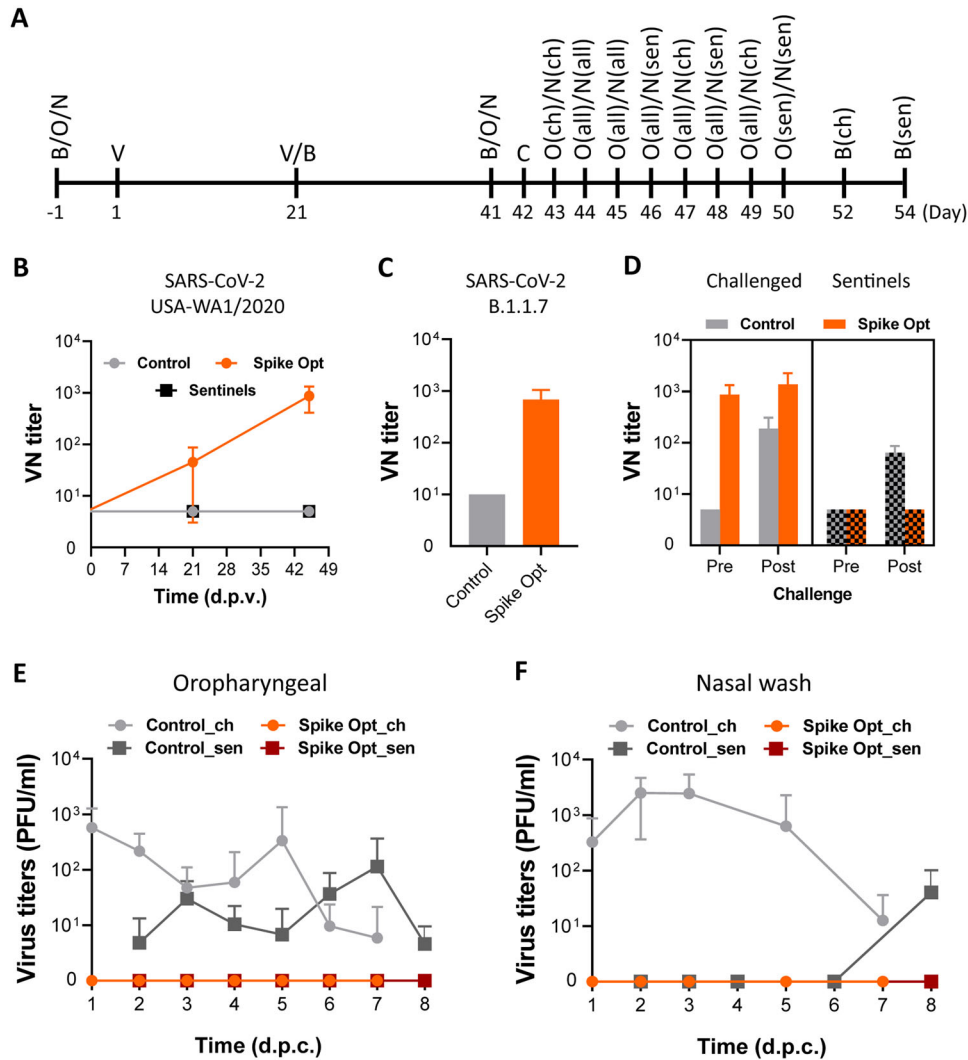 A
B/O/N
V
V/B
B/O/N
C
O(ch)/N(ch)
O(all)/N(all)
O(all)/N(all)
O(all)/N(sen)
O(all)/N(ch)
O(all)/N(sen)
O(all)/N(ch)
O(sen)/N(sen)
B(ch)
B(sen)
-1 1 21 41 42 43 44 45 46 47 48 49 50 52 54 (Day)
B
SARS-CoV-2
USA-WA1/2020
Control Spike Opt
Sentinels
VN titer
10⁴
10³
10²
10¹
0
0 7 14 21 28 35 42 49
Time (d.p.v.)
C
SARS-CoV-2
B.1.1.7
VN titer
10⁴
10³
10²
10¹
0
Control
Spike Opt
D
Challenged Sentinels
Control Spike Opt
VN titer
10⁴
10³
10²
10¹
0
Pre Post Pre Post
Challenge
E
Oropharyngeal
Control_ch Spike Opt_ch
Control_sen Spike Opt_sen
Virus titers (PFU/ml)
10⁴
10³
10²
10¹
0
1 2 3 4 5 6 7 8
Time (d.p.c.)
F
Nasal wash
Control_ch Spike Opt_ch
Control_sen Spike Opt_sen
Virus titers (PFU/ml)
10⁴
10³
10²
10¹
0
1 2 3 4 5 6 7 8
Time (d.p.c.)